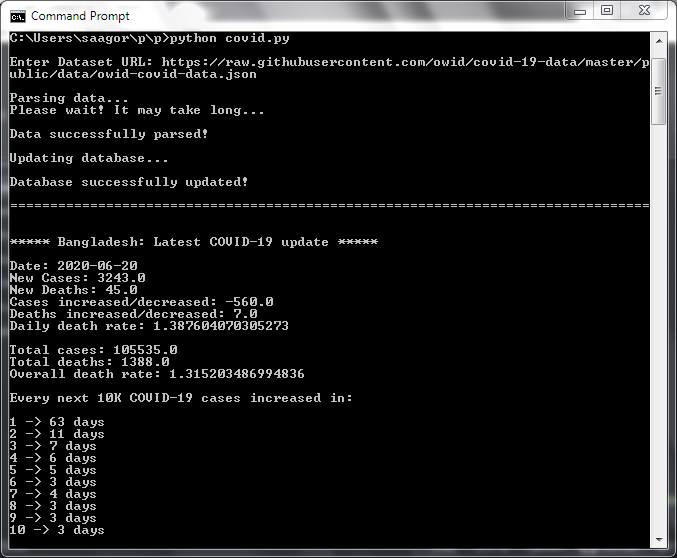 Command Prompt
C:\Users\saagor\p\p>python covid.py
Enter Dataset URL: https://raw.githubusercontent.com/owid/covid-19-data/master/p
ublic/data/owid-covid-data.json
Parsing data...
Please wait! It may take long...
Data successfully parsed!
Updating database...
Database successfully updated!
================================================================================
***** Bangladesh: Latest COVID-19 update *****
Date: 2020-06-20
New Cases: 3243.0
New Deaths: 45.0
Cases increased/decreased: -560.0
Deaths increased/decreased: 7.0
Daily death rate: 1.387604070305273
Total cases: 105535.0
Total deaths: 1388.0
Overall death rate: 1.315203486994836
Every next 10K COVID-19 cases increased in:
1 -> 63 days
2 -> 11 days
3 -> 7 days
4 -> 6 days
5 -> 5 days
6 -> 3 days
7 -> 4 days
8 -> 3 days
9 -> 3 days
10 -> 3 days